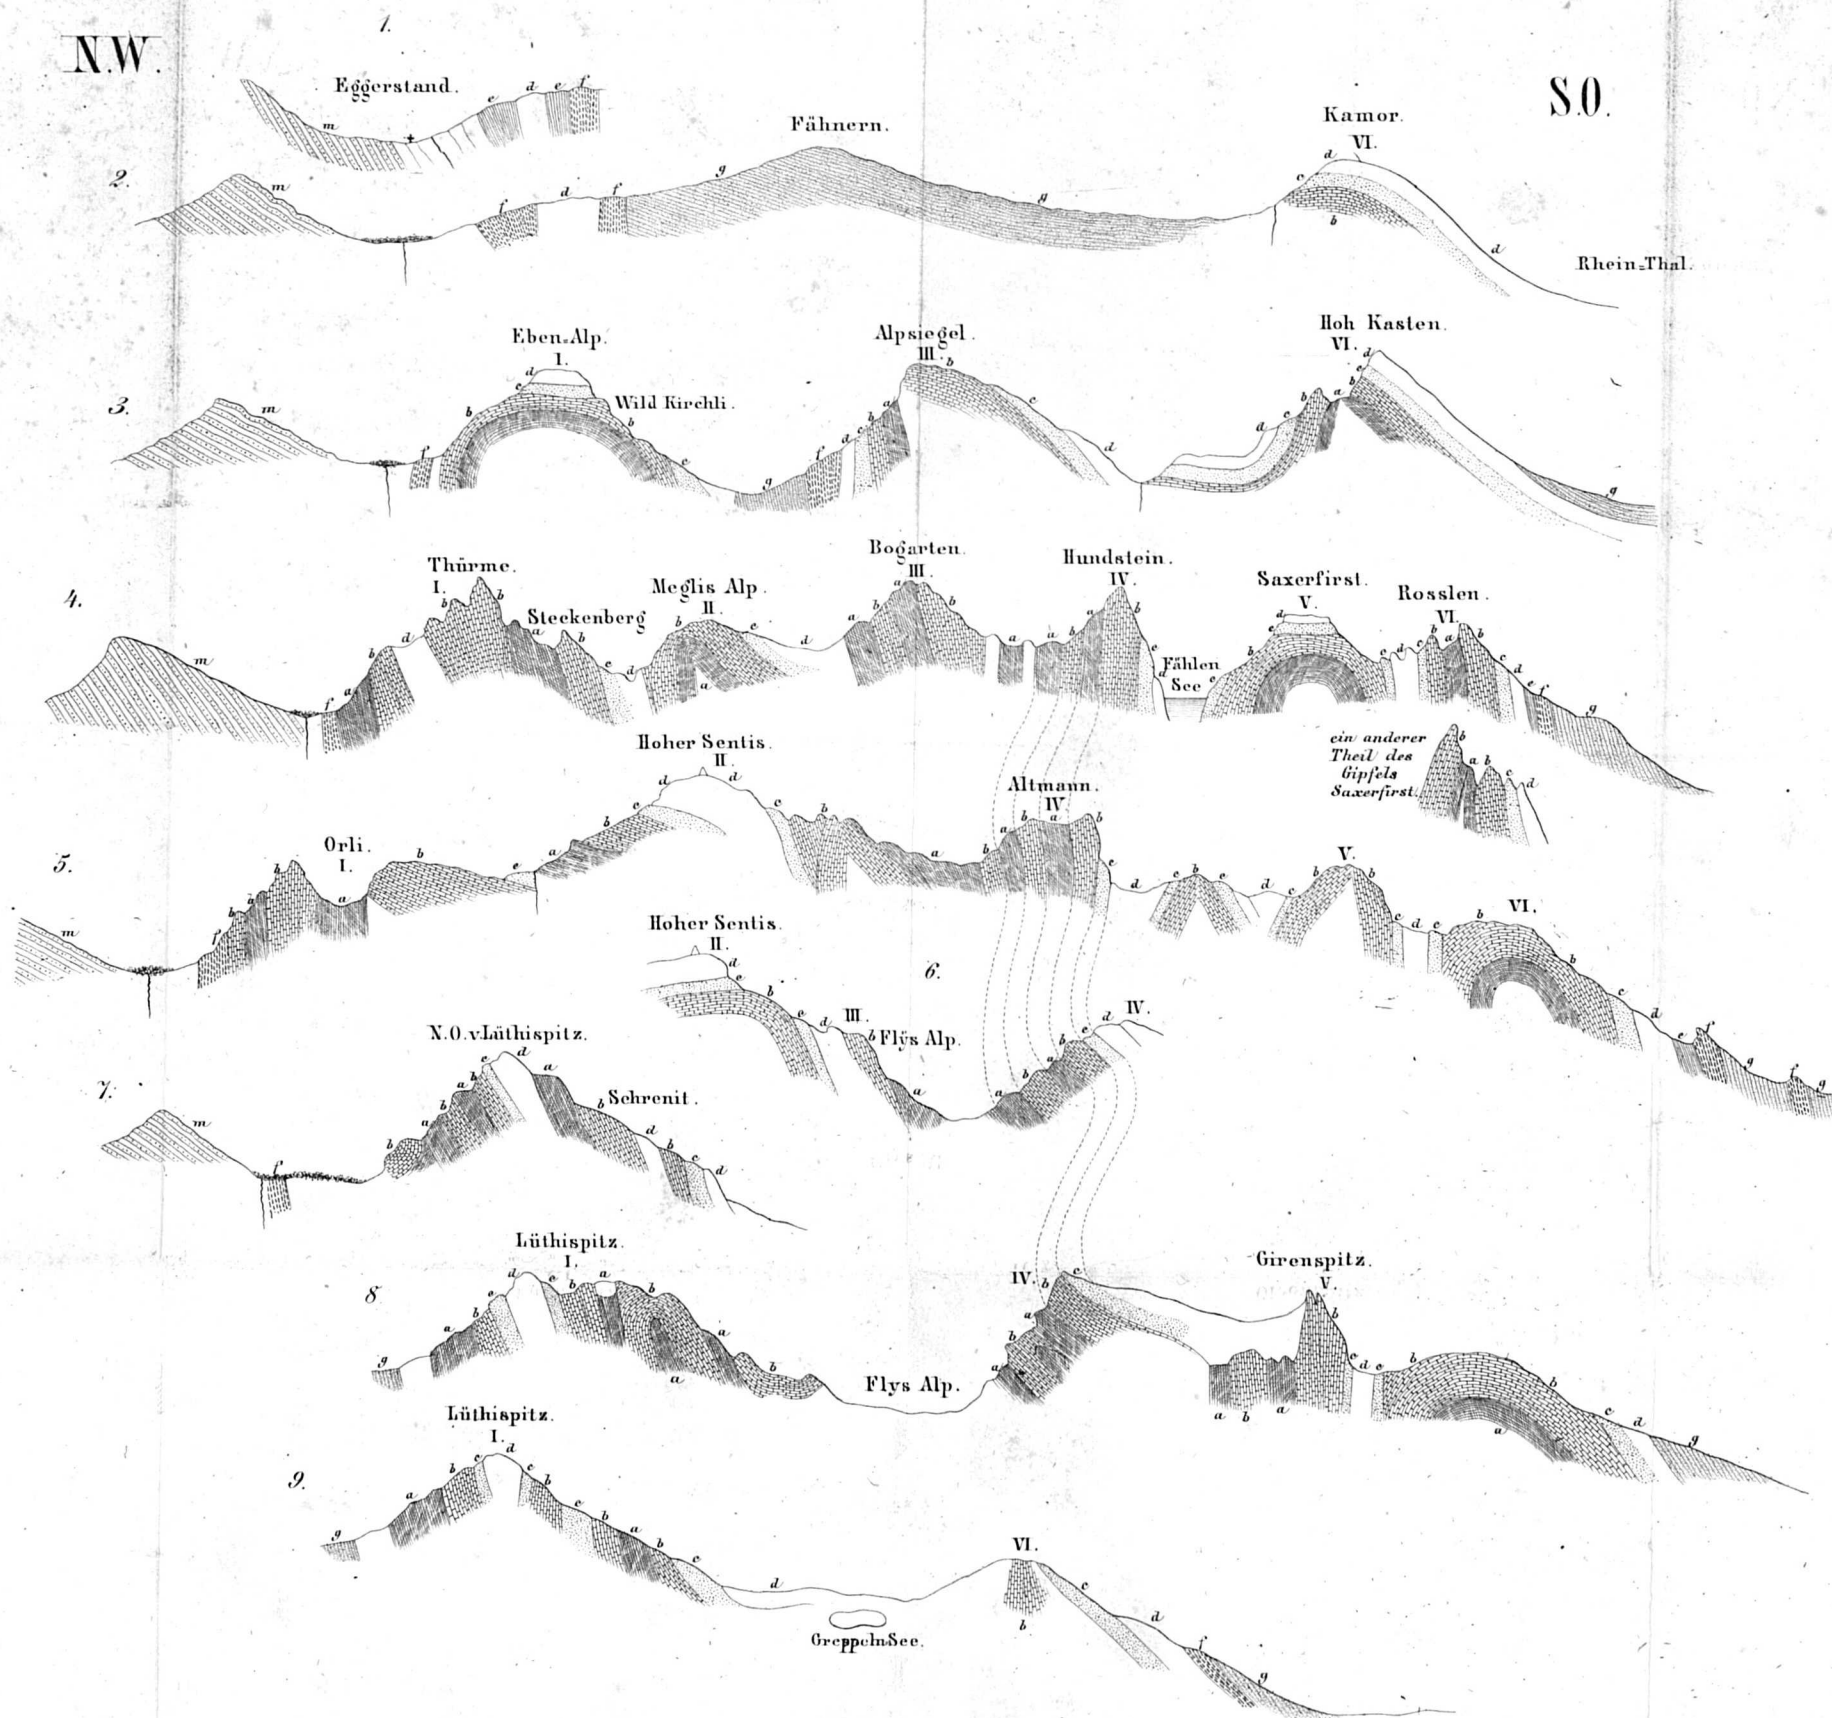 1.
N.W.
S.O.
Eggerstand.
m
+
e
d
e
f
2.
m
f
d
f
g
Fähnern.
g
Kamor.
VI.
d
c
b
d
Rhein=Thal.
3.
m
f
b
c
d
Eben=Alp.
I.
Wild Kirchli.
b
c
g
f
d
c
b
a
Alpsiegel.
III.
b
c
d
d
c
b
a
b
c
d
Hoh Kasten.
VI.
g
4.
m
f
a
b
d
Thürme.
I.
b
b
a
Steckenberg
b
c
d
Meglis Alp.
II.
b
a
c
d
Bogarten.
III.
a
b
a
b
a
a
b
a
Hundstein.
IV.
b
c
d
Fählen
See
c
b
c
d
Saxerfirst.
V.
c
d
c
b
a
b
Rosslen.
VI.
c
d
e
f
g
ein anderer
Theil des
Gipfels
Saxerfirst.
b
a
b
c
d
5.
m
f
b
a
b
Orli.
I.
a
b
c
a
b
c
d
Hoher Sentis.
II.
d
c
b
a
b
a
b
a
b
Altmann.
IV.
c
d
c
b
c
d
c
b
V.
b
c
d
c
b
VI.
b
c
d
e
f
g
f
g
6.
Hoher Sentis.
II.
d
c
b
c
d
III.
b
Flÿs Alp.
a
a
b
a
b
c
d
IV.
7.
m
f
b
a
b
a
b
c
d
N.O.v.Lüthispitz.
a
b
Schrenit.
d
b
c
d
8
g
a
b
c
d
Lüthispitz.
I.
c
b
a
b
a
a
b
Flys Alp.
a
b
a
IV.
b
c
Girenspitz.
V.
b
a
b
a
c
d
c
b
a
b
c
d
g
9.
g
a
b
c
d
Lüthispitz.
I.
c
b
c
b
a
b
c
d
GreppelnSee.
VI.
b
c
d
f
g